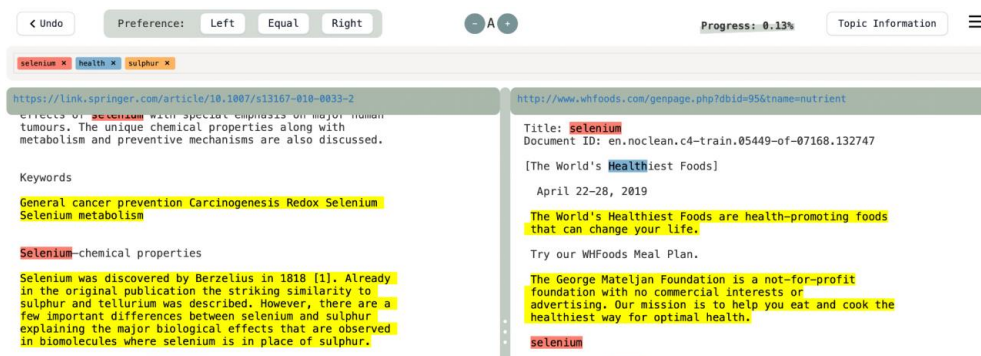 Undo
Preference: Left Equal Right
- A +
Progress: 0.13%
Topic Information
selenium × health × sulphur ×
https://link.springer.com/article/10.1007/s13167-010-0033-2
effects of selenium with special emphasis on major human
tumours. The unique chemical properties along with
metabolism and preventive mechanisms are also discussed.
Keywords
General cancer prevention Carcinogenesis Redox Selenium
Selenium metabolism
Selenium-chemical properties
Selenium was discovered by Berzelius in 1818 [1]. Already
in the original publication the striking similarity to
sulphur and tellurium was described. However, there are a
few important differences between selenium and sulphur
explaining the major biological effects that are observed
in biomolecules where selenium is in place of sulphur.
http://www.whfoods.com/genpage.php?dbid=95&tname=nutrient
Title: selenium
Document ID: en.noclean.c4-train.05449-of-07168.132747
[The World's Healthiest Foods]
April 22-28, 2019
The World's Healthiest Foods are health-promoting foods
that can change your life.
Try our WHFoods Meal Plan.
The George Mateljan Foundation is a not-for-profit
foundation with no commercial interests or
advertising. Our mission is to help you eat and cook the
healthiest way for optimal health.
selenium